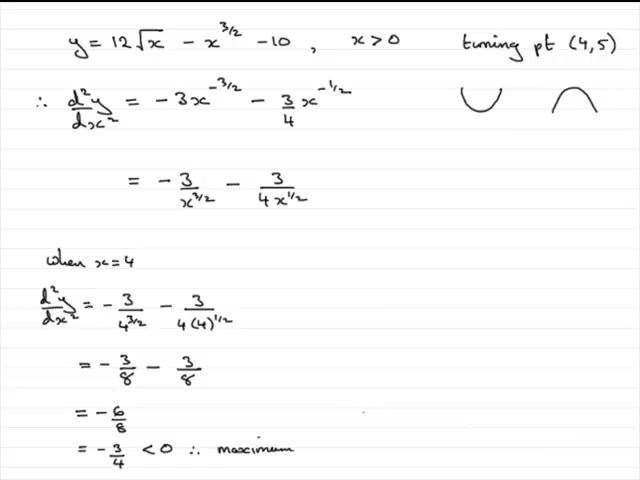 y = 12√x − x^{3/2} − 10 , x > 0 turning pt (4,5)
∴ d²y/dx² = −3x^{−3/2} − 3/4 x^{−1/2}
= − 3/x^{3/2} − 3/4x^{1/2}
when x = 4
d²y/dx² = − 3/4^{3/2} − 3/4(4)^{1/2}
= − 3/8 − 3/8
= − 6/8
= − 3/4 < 0 ∴ maximum